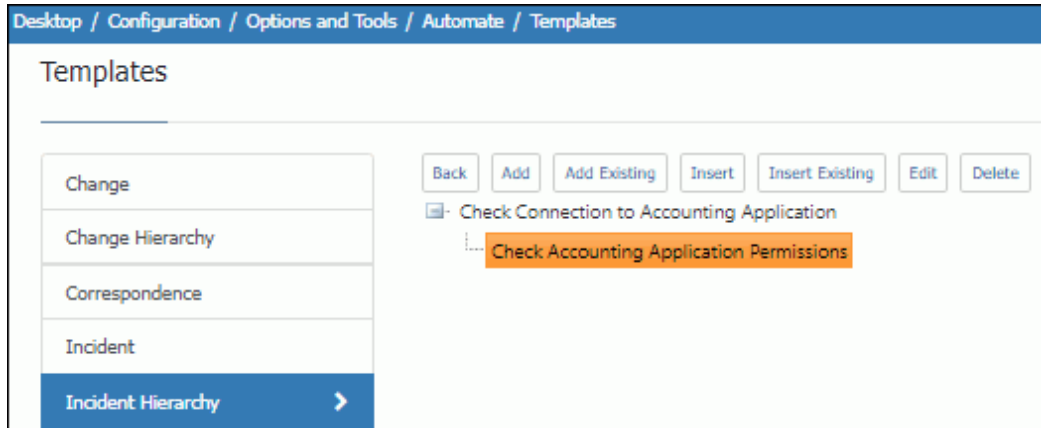 Desktop / Configuration / Options and Tools / Automate / Templates
Templates
Change
Change Hierarchy
Correspondence
Incident
Incident Hierarchy
Back Add Add Existing Insert Insert Existing Edit Delete
Check Connection to Accounting Application
Check Accounting Application Permissions